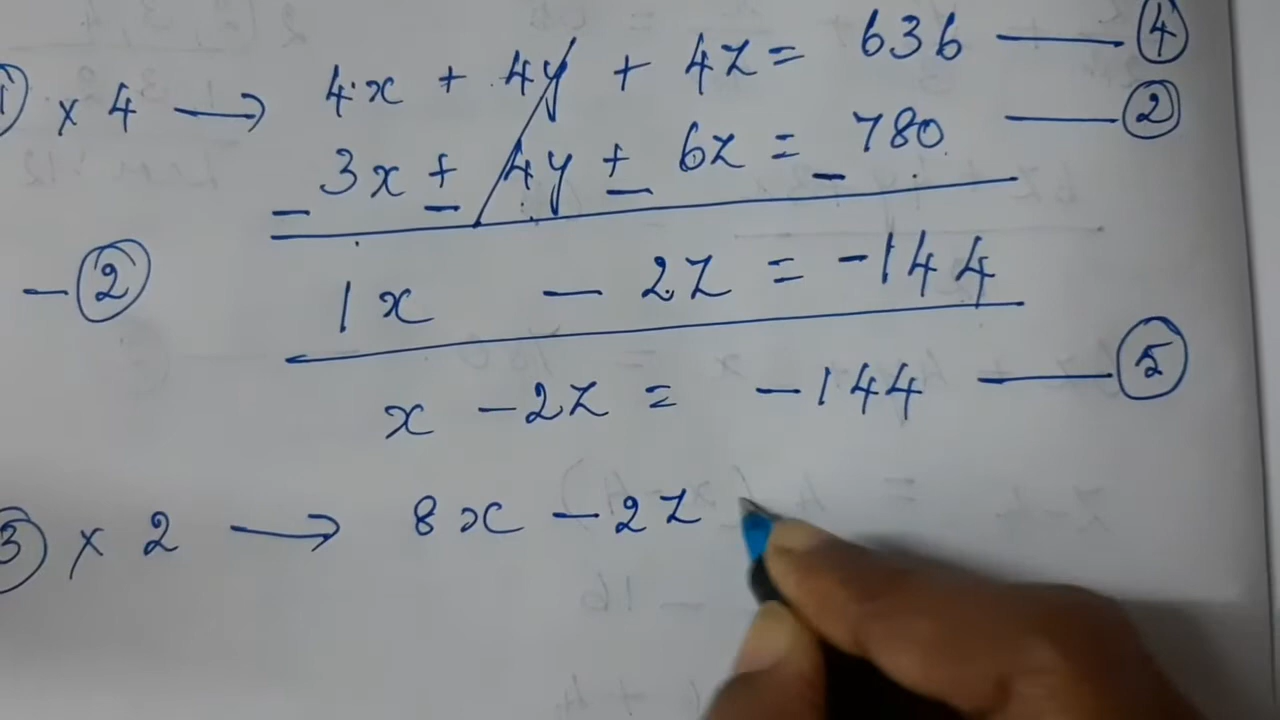 ① × 4 → 4x + 4y + 4z = 636 — ④
3x ± 4y ± 6z = 780 — ②
- ② 1x - 2z = -144
x - 2z = -144 — ⑤
③ × 2 → 8x - 2z